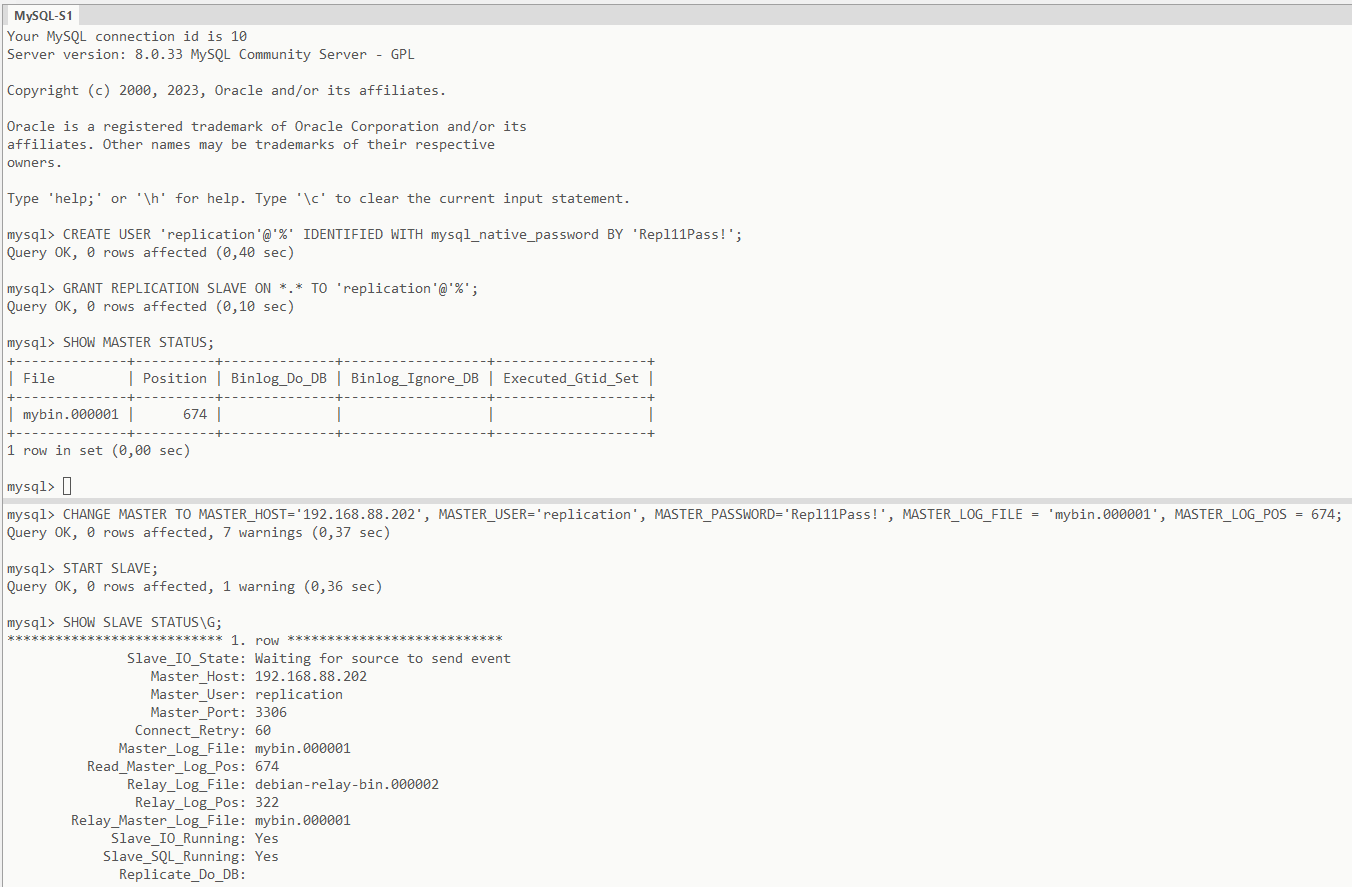 MySQL-S1
Your MySQL connection id is 10
Server version: 8.0.33 MySQL Community Server - GPL
Copyright (c) 2000, 2023, Oracle and/or its affiliates.
Oracle is a registered trademark of Oracle Corporation and/or its
affiliates. Other names may be trademarks of their respective
owners.
Type 'help;' or '\h' for help. Type '\c' to clear the current input statement.
mysql> CREATE USER 'replication'@'%' IDENTIFIED WITH mysql_native_password BY 'Repl11Pass!';
Query OK, 0 rows affected (0,40 sec)
mysql> GRANT REPLICATION SLAVE ON *.* TO 'replication'@'%';
Query OK, 0 rows affected (0,10 sec)
mysql> SHOW MASTER STATUS;
+--------------+----------+--------------+------------------+-------------------+
| File         | Position | Binlog_Do_DB | Binlog_Ignore_DB | Executed_Gtid_Set |
+--------------+----------+--------------+------------------+-------------------+
| mybin.000001 |      674 |              |                  |                   |
+--------------+----------+--------------+------------------+-------------------+
1 row in set (0,00 sec)
mysql>
mysql> CHANGE MASTER TO MASTER_HOST='192.168.88.202', MASTER_USER='replication', MASTER_PASSWORD='Repl11Pass!', MASTER_LOG_FILE = 'mybin.000001', MASTER_LOG_POS = 674;
Query OK, 0 rows affected, 7 warnings (0,37 sec)
mysql> START SLAVE;
Query OK, 0 rows affected, 1 warning (0,36 sec)
mysql> SHOW SLAVE STATUS\G;
*************************** 1. row ***************************
Slave_IO_State: Waiting for source to send event
Master_Host: 192.168.88.202
Master_User: replication
Master_Port: 3306
Connect_Retry: 60
Master_Log_File: mybin.000001
Read_Master_Log_Pos: 674
Relay_Log_File: debian-relay-bin.000002
Relay_Log_Pos: 322
Relay_Master_Log_File: mybin.000001
Slave_IO_Running: Yes
Slave_SQL_Running: Yes
Replicate_Do_DB: